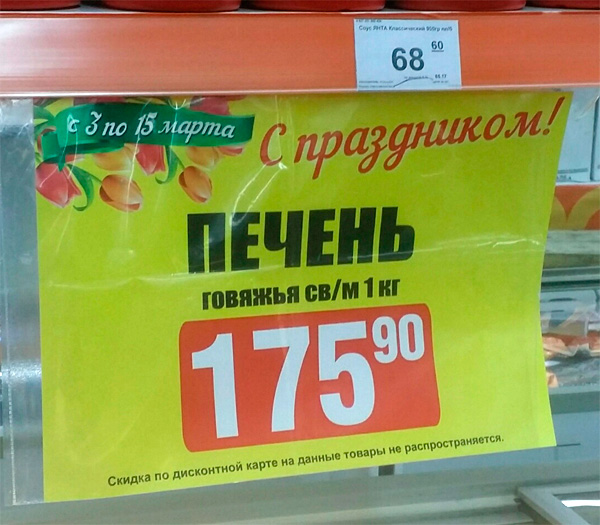 Соус ЯНТА Классический 800гр
68 60
с 3 по 15 марта
С праздником!
ПЕЧЕНЬ
говяжья св/м 1 кг
175 90
Скидка по дисконтной карте на данные товары не распространяется.